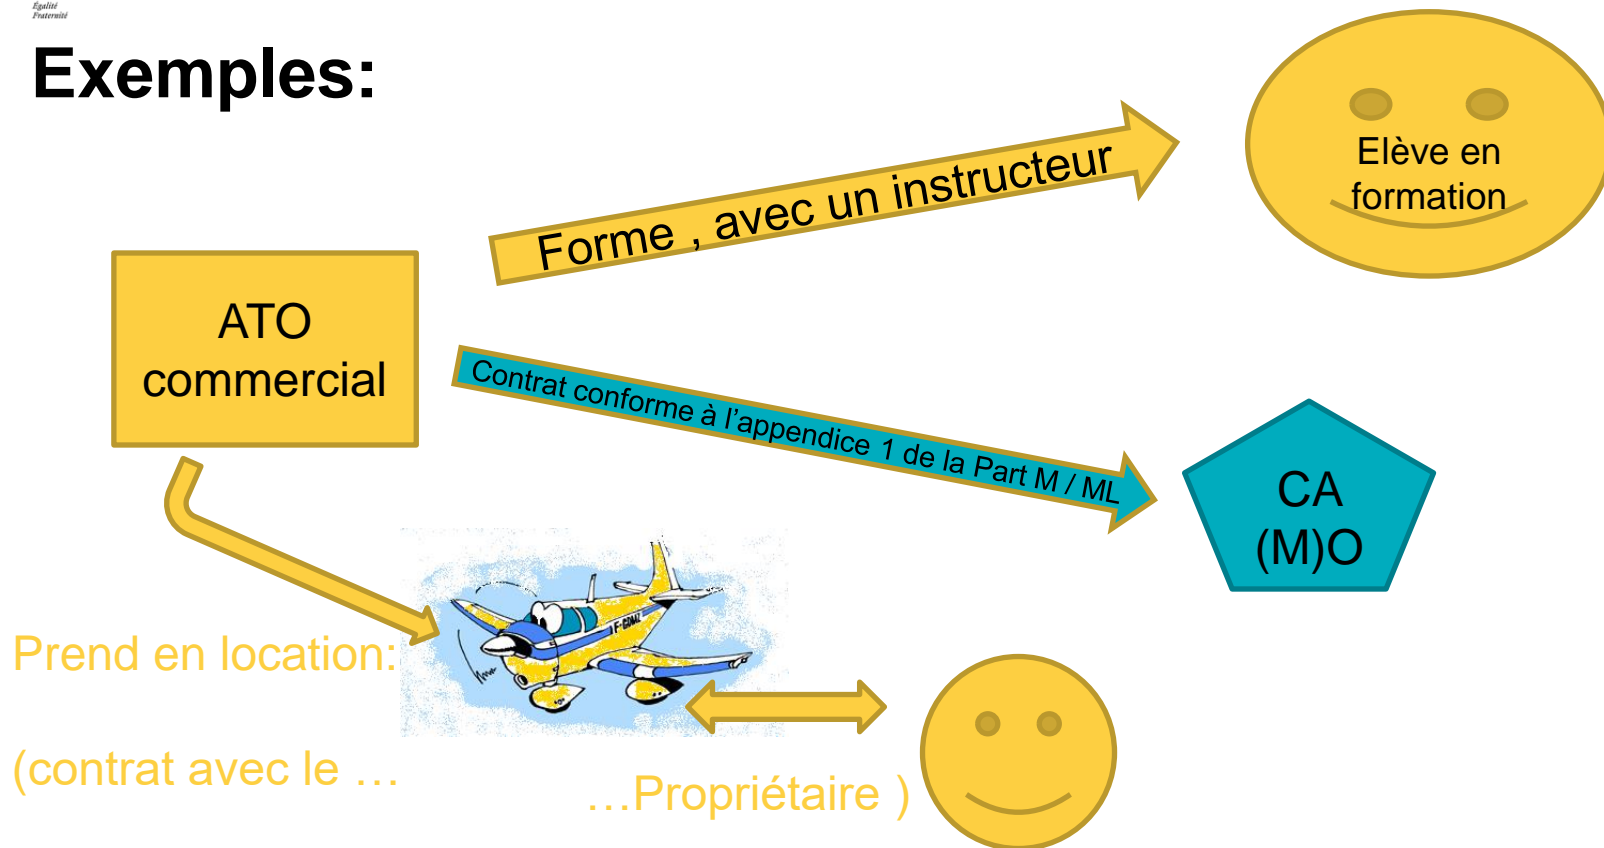 Égalité
Fraternité
Exemples:
Elève en
formation
Forme , avec un instructeur
ATO
commercial
Contrat conforme à l’appendice 1 de la Part M / ML
CA
(M)O
F-GDMZ
Prend en location:
(contrat avec le …
…Propriétaire )